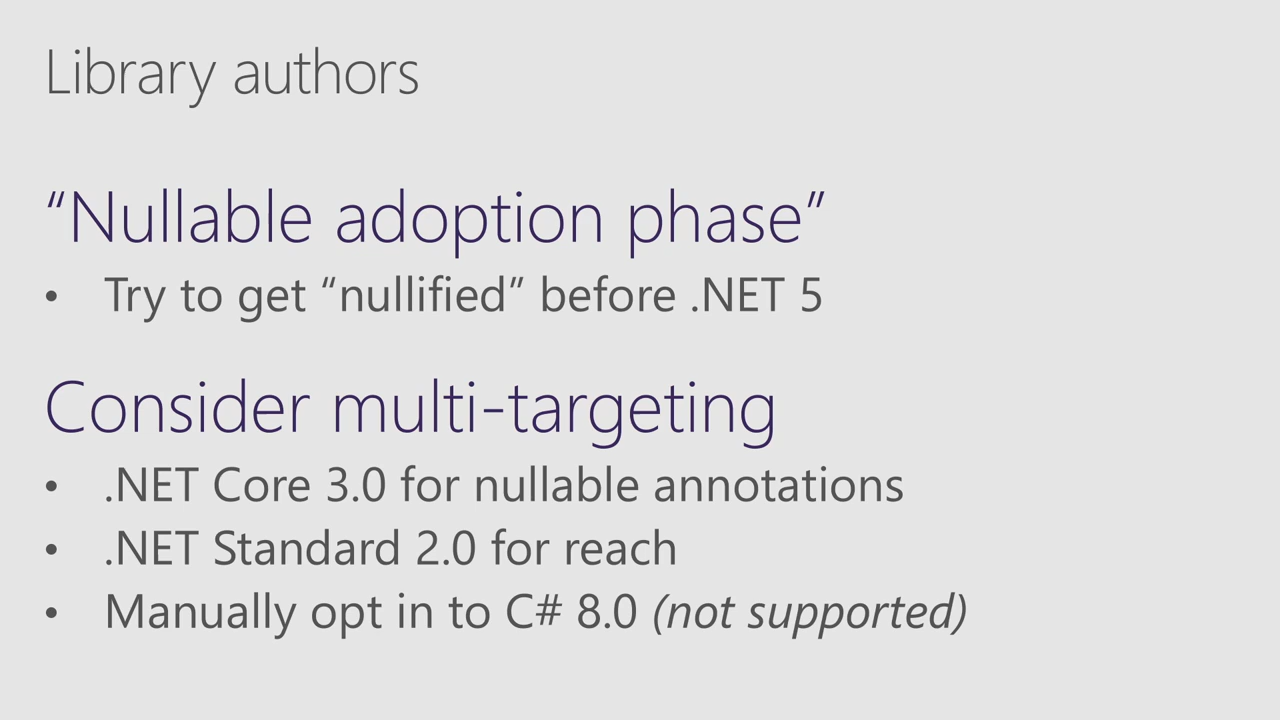 Library authors
“Nullable adoption phase”
• Try to get “nullified” before .NET 5
Consider multi-targeting
• .NET Core 3.0 for nullable annotations
• .NET Standard 2.0 for reach
• Manually opt in to C# 8.0 (not supported)